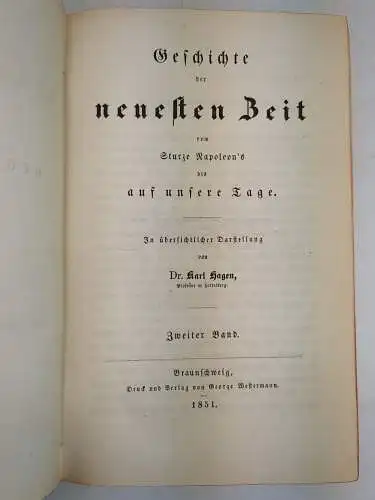 Geschichte
der
neuesten Zeit
vom
Sturze Napoleon's
bis
auf unsere Tage.
In übersichtlicher Darstellung
von
Dr. Karl Hagen,
Professor in Heidelberg.
Zweiter Band.
Braunschweig,
Druck und Verlag von George Westermann.
1851.